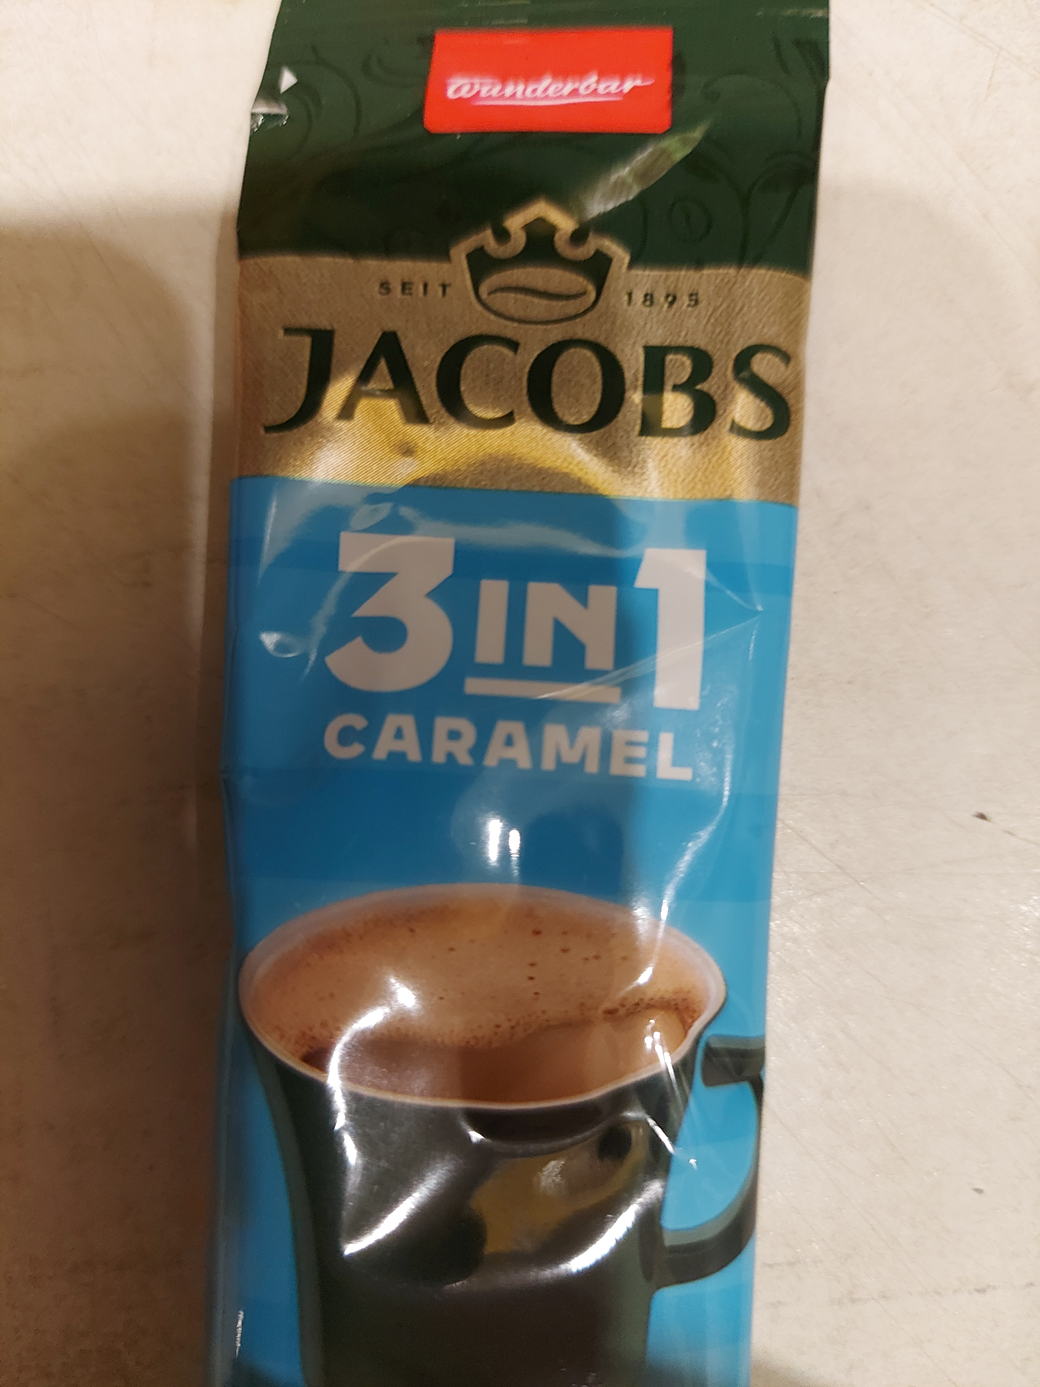 Wunderbar
SEIT 1895
JACOBS
3 IN 1
CARAMEL